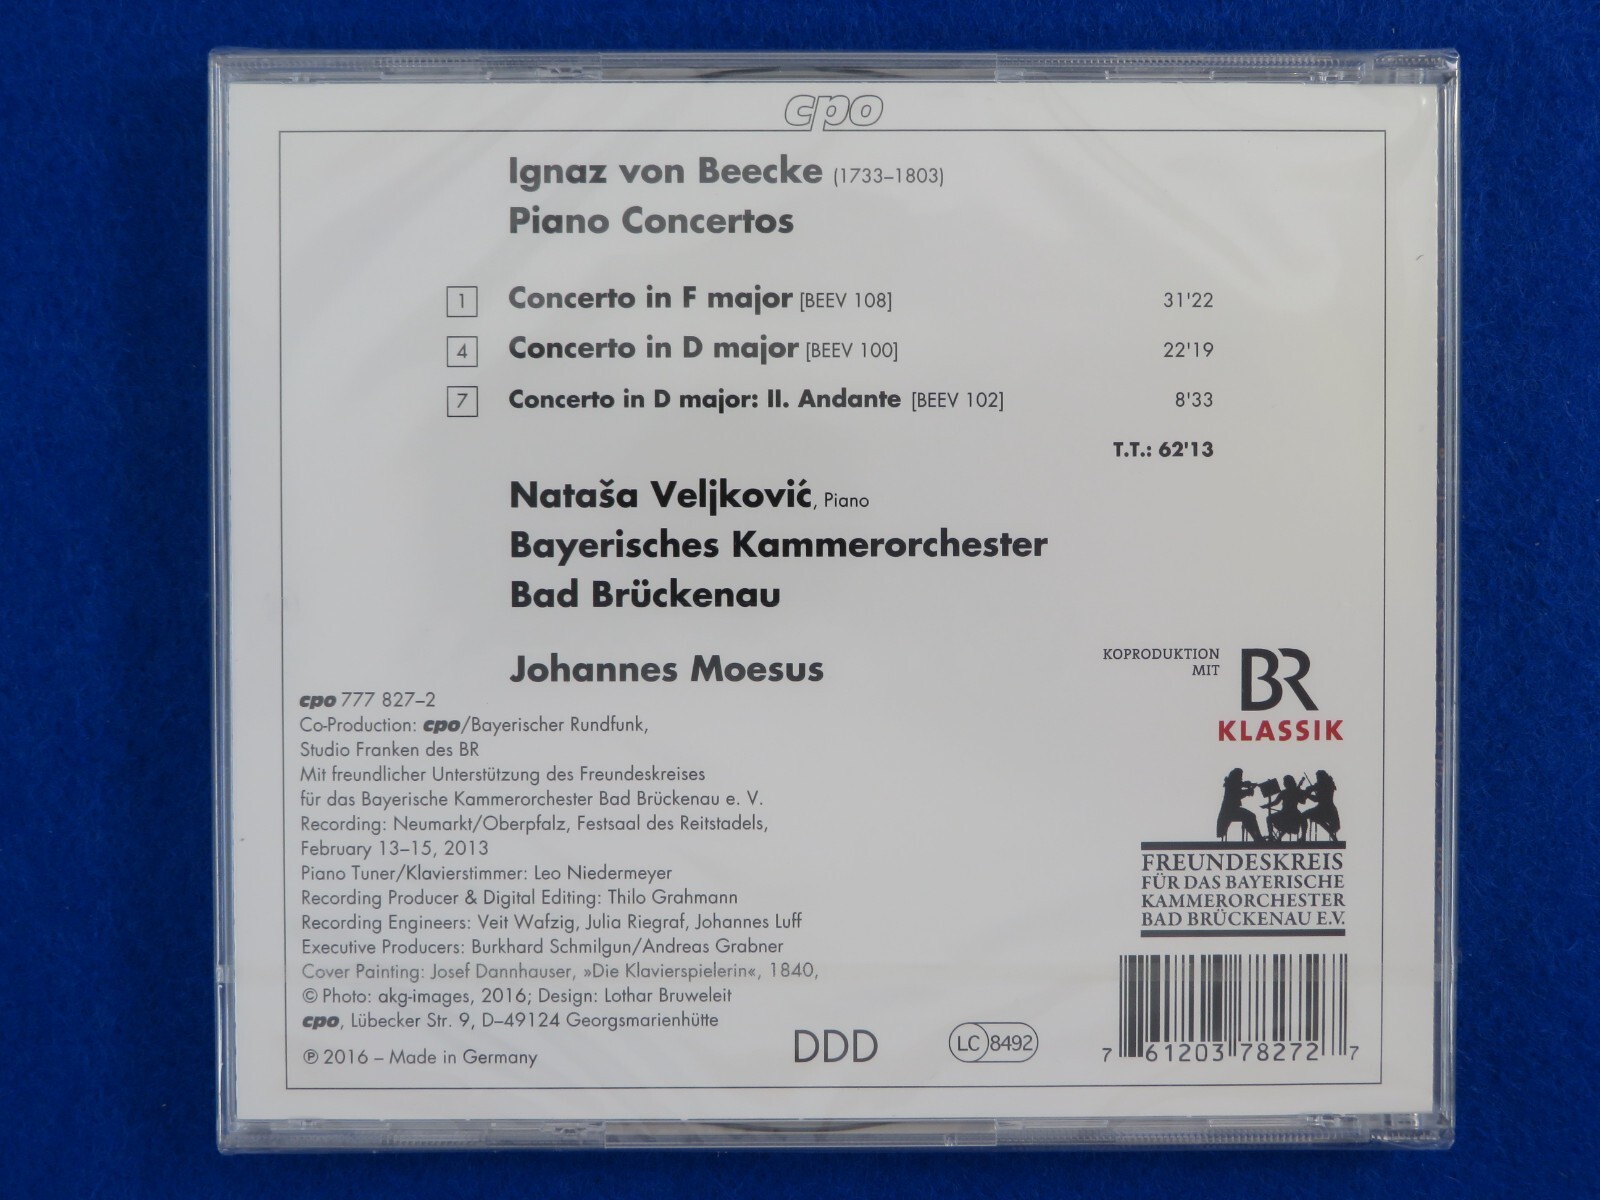 cpo
Ignaz von Beecke (1733–1803)
Piano Concertos
1 Concerto in F major [BEEV 108] 31'22
4 Concerto in D major [BEEV 100] 22'19
7 Concerto in D major: II. Andante [BEEV 102] 8'33
T.T.: 62'13
Nataša Veljković, Piano
Bayerisches Kammerorchester
Bad Brückenau
Johannes Moesus
KOPRODUKTION
MIT
BR
KLASSIK
cpo 777 827–2
Co-Production: cpo/Bayerischer Rundfunk,
Studio Franken des BR
Mit freundlicher Unterstützung des Freundeskreises
für das Bayerische Kammerorchester Bad Brückenau e. V.
Recording: Neumarkt/Oberpfalz, Festsaal des Reitstadels,
February 13–15, 2013
Piano Tuner/Klavierstimmer: Leo Niedermeyer
Recording Producer & Digital Editing: Thilo Grahmann
Recording Engineers: Veit Wafzig, Julia Riegraf, Johannes Luff
Executive Producers: Burkhard Schmilgun/Andreas Grabner
Cover Painting: Josef Dannhauser, »Die Klavierspielerin«, 1840,
© Photo: akg-images, 2016; Design: Lothar Bruweleit
cpo, Lübecker Str. 9, D–49124 Georgsmarienhütte
℗ 2016 – Made in Germany
DDD
LC 8492
FREUNDESKREIS
FÜR DAS BAYERISCHE
KAMMERORCHESTER
BAD BRÜCKENAU E.V.
7 61203 78272 7